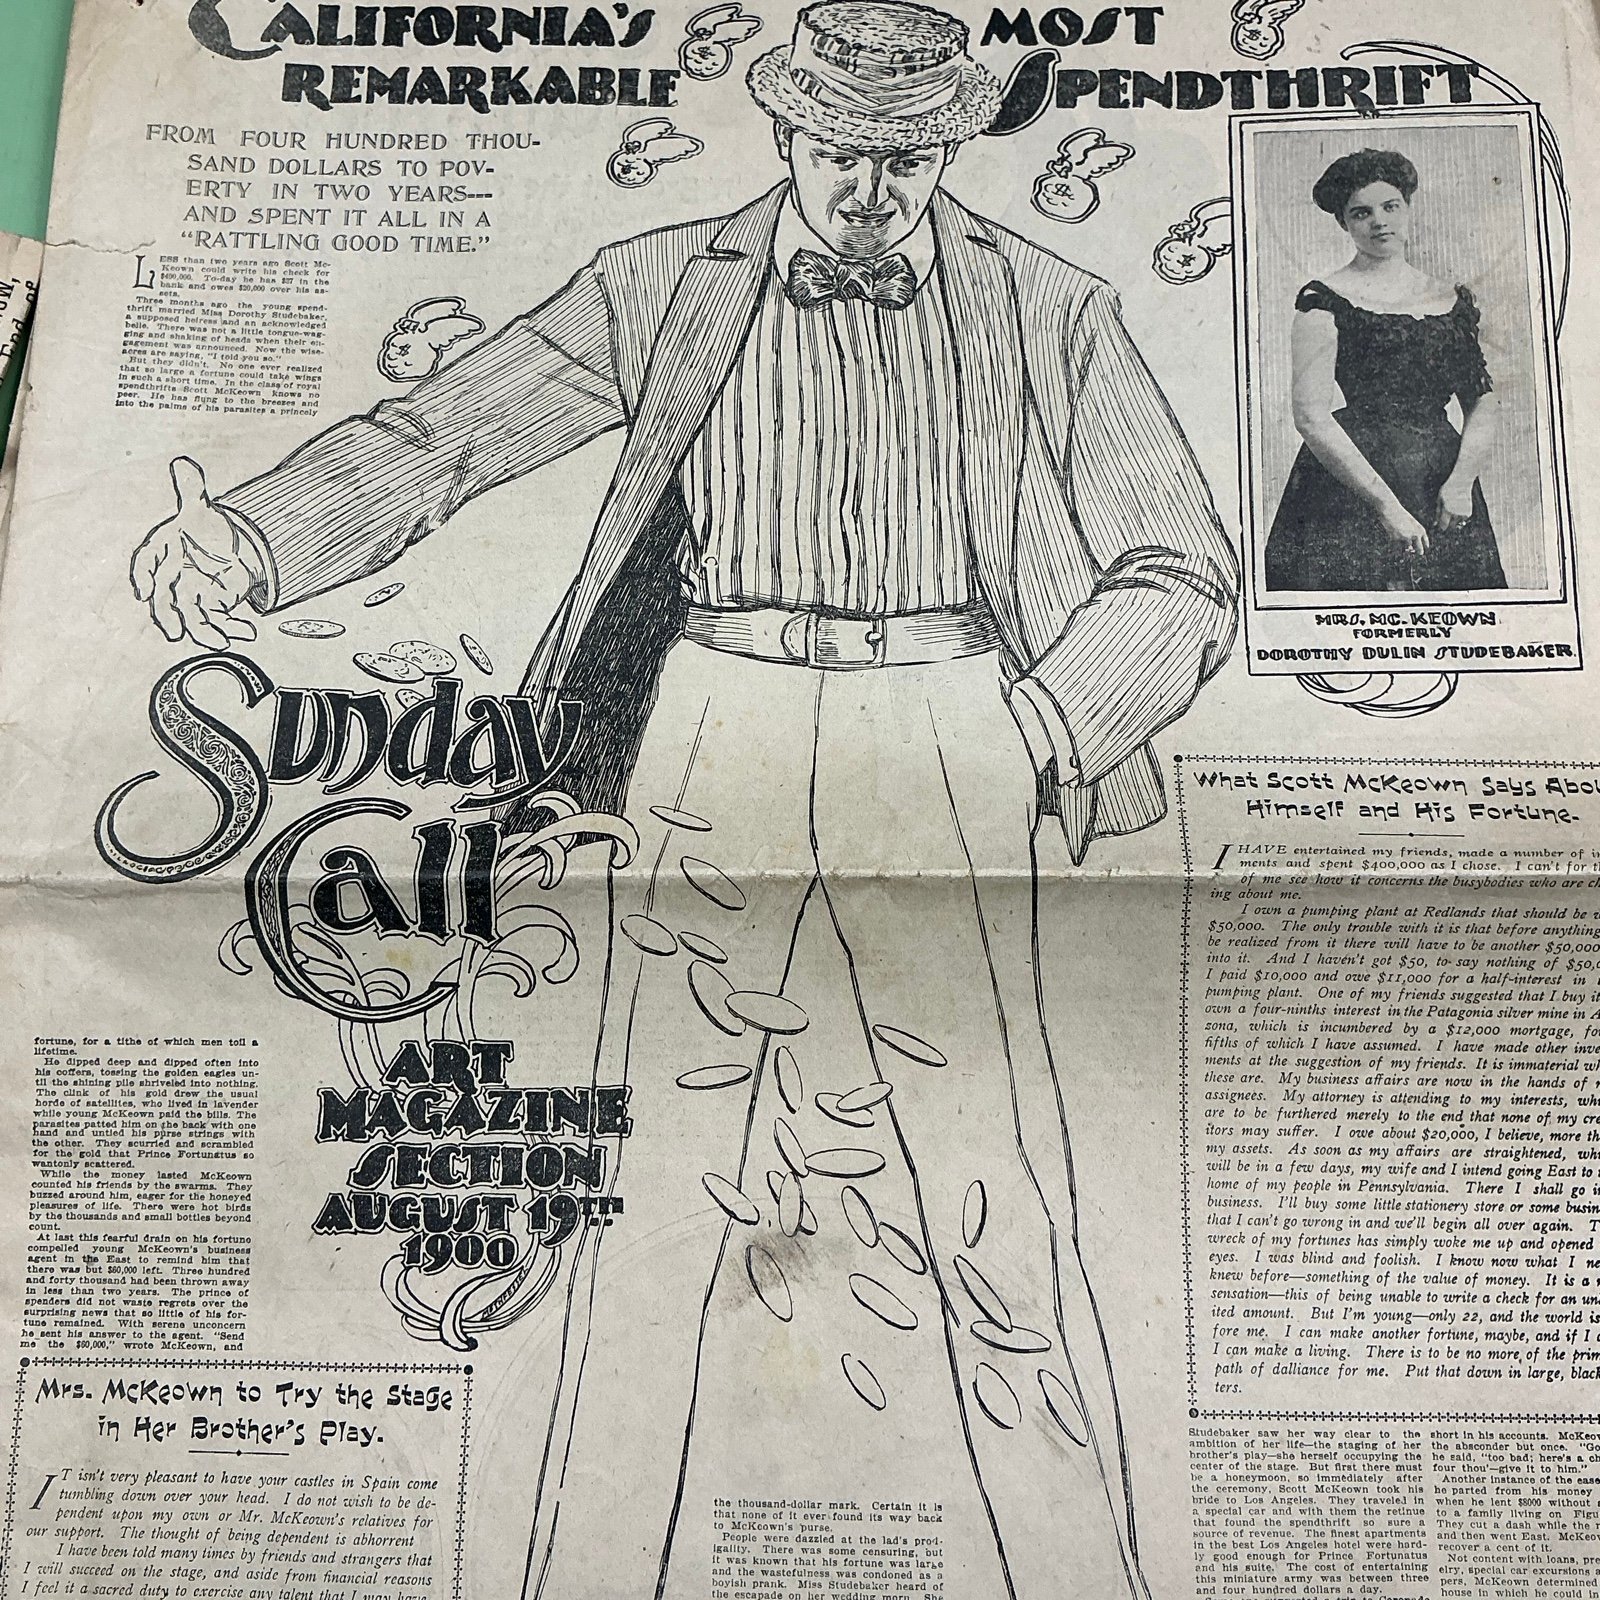 CALIFORNIA'S MOST
REMARKABLE SPENDTHRIFT
FROM FOUR HUNDRED THOU-
SAND DOLLARS TO POV-
ERTY IN TWO YEARS---
AND SPENT IT ALL IN A
"RATTLING GOOD TIME."
LESS than two years ago Scott Mc-
Keown could write his check for
$400,000. To-day he has $27 in the
bank and owes $20,000 over his as-
sets.
Three months ago the young spend-
thrift married Miss Dorothy Studebaker,
a supposed heiress and an acknowledged
belle. There was not a little tongue-wag-
ging and shaking of heads when their en-
gagement was announced. Now the wise-
acres are saying, "I told you so."
But they didn't. No one ever realized
that so large a fortune could take wings
in such a short time. In the class of royal
spendthrifts Scott McKeown knows no
peer. He has flung to the breezes and
into the palms of his parasites a princely
MRS. MC-KEOWN
FORMERLY
DOROTHY DULIN STUDEBAKER
Sunday
Call
ART
MAGAZINE
SECTION
AUGUST 19TH
1900
fortune, for a tithe of which men toil a
lifetime.
He dipped deep and dipped often into
his coffers, tossing the golden eagles un-
til the shining pile shriveled into nothing.
The clink of his gold drew the usual
horde of satellites, who lived in lavender
while young McKeown paid the bills. The
parasites patted him on the back with one
hand and untied his purse strings with
the other. They scurried and scrambled
for the gold that Prince Fortunatus so
wantonly scattered.
While the money lasted McKeown
counted his friends by the swarms. They
buzzed around him, eager for the honeyed
pleasures of life. There were hot birds
by the thousands and small bottles beyond
count.
At last this fearful drain on his fortune
compelled young McKeown's business
agent in the East to remind him that
there was but $60,000 left. Three hundred
and forty thousand had been thrown away
in less than two years. The prince of
spenders did not waste regrets over the
surprising news that so little of his for-
tune remained. With serene unconcern
he sent his answer to the agent. "Send
me the $60,000," wrote McKeown, and
Mrs. McKeown to Try the Stage
in Her Brother's Play.
IT isn't very pleasant to have your castles in Spain come
tumbling down over your head. I do not wish to be de-
pendent upon my own or Mr. McKeown's relatives for
our support. The thought of being dependent is abhorrent
I have been told many times by friends and strangers that
I will succeed on the stage, and aside from financial reasons
I feel it a sacred duty to exercise any talent that I may have
the thousand-dollar mark. Certain it is
that none of it ever found its way back
to McKeown's purse.
People were dazzled at the lad's prod-
igality. There was some censuring, but
it was known that his fortune was large
and the wastefulness was condoned as a
boyish prank. Miss Studebaker heard of
the escapade on her wedding morn. She
What Scott McKeown Says Abou
Himself and His Fortune.
I HAVE entertained my friends, made a number of in
ments and spent $400,000 as I chose. I can't for th
of me see how it concerns the busybodies who are ch
ing about me.
I own a pumping plant at Redlands that should be
$50,000. The only trouble with it is that before anything
be realized from it there will have to be another $50,000
into it. And I haven't got $50, to say nothing of $50,
I paid $10,000 and owe $11,000 for a half-interest in
pumping plant. One of my friends suggested that I buy it
own a four-ninths interest in the Patagonia silver mine in A
zona, which is incumbered by a $12,000 mortgage, fo
fifths of which I have assumed. I have made other inve
ments at the suggestion of my friends. It is immaterial wh
these are. My business affairs are now in the hands of
assignees. My attorney is attending to my interests, wh
are to be furthered merely to the end that none of my cre
itors may suffer. I owe about $20,000, I believe, more th
my assets. As soon as my affairs are straightened, whi
will be in a few days, my wife and I intend going East to
home of my people in Pennsylvania. There I shall go in
business. I'll buy some little stationery store or some busin
that I can't go wrong in and we'll begin all over again. T
wreck of my fortunes has simply woke me up and opened
eyes. I was blind and foolish. I know now what I ne
knew before—something of the value of money. It is a
sensation—this of being unable to write a check for an un
ited amount. But I'm young—only 22, and the world is
fore me. I can make another fortune, maybe, and if I
I can make a living. There is to be no more of the prim
path of dalliance for me. Put that down in large, black
ters.
Studebaker saw her way clear to the
ambition of her life—the staging of her
brother's play—she herself occupying the
center of the stage. But first there must
be a honeymoon, so immediately after
the ceremony, Scott McKeown took his
bride to Los Angeles. They traveled in
a special car and with them the retinue
that found the spendthrift so sure a
source of revenue. The finest apartments
in the best Los Angeles hotel were hard-
ly good enough for Prince Fortunatus
and his suite. The cost of entertaining
this miniature army was between three
and four hundred dollars a day.
short in his accounts. McKeow
the absconder but once. "Go
he said, "too bad; here's a ch
four thou'—give it to him."
Another instance of the ease
he parted from his money
when he lent $8000 without
to a family living on Figu
They cut a dash while the
and then went East. McKeow
recover a cent of it.
Not content with loans, pre
elry, special car excursions a
pers, McKeown determined
house in which he could in